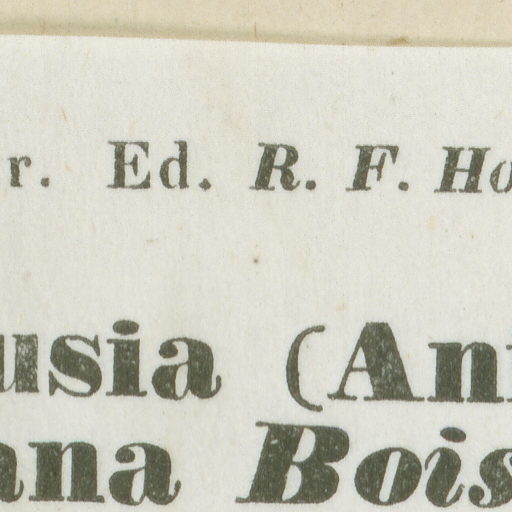 r. Ed. R. F. Ho
usia (An
ana Bois